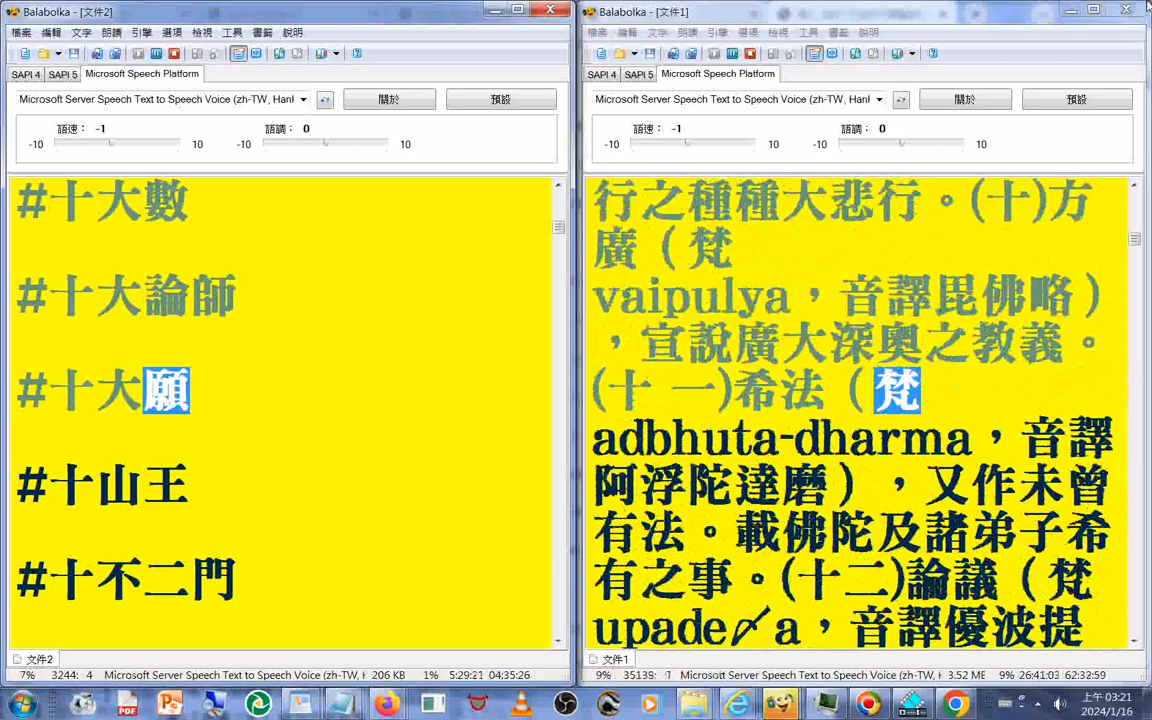 Balabolka - [文件2]
檔案 編輯 文字 朗讀 引擎 選項 檢視 工具 書籤 說明
SAPI 4 SAPI 5 Microsoft Speech Platform
Microsoft Server Speech Text to Speech Voice (zh-TW, Hanl
關於
預設
語速： -1
語調： 0
-10 10 -10 10
#十大數
#十大論師
#十大願
#十山王
#十不二門
文件2
7% 3244: 4 Microsoft Server Speech Text to Speech Voice (zh-TW, H 206 KB 1% 5:29:21 04:35:26
Balabolka - [文件1]
檔案 編輯 文字 朗讀 引擎 選項 檢視 工具 書籤 說明
SAPI 4 SAPI 5 Microsoft Speech Platform
Microsoft Server Speech Text to Speech Voice (zh-TW, Hanl
關於
預設
語速： -1
語調： 0
-10 10 -10 10
行之種種大悲行。(十)方
廣（梵
vaipulya，音譯毘佛略）
，宣說廣大深奧之教義。
(十 一)希法（梵
adbhuta-dharma，音譯
阿浮陀達磨），又作未曾
有法。載佛陀及諸弟子希
有之事。(十二)論議（梵
upade〆a，音譯優波提
文件1
9% 35139: Microsoft Server Speech Text to Speech Voice (zh-TW, H 3.52 MB 9% 26:41:03 62:32:59
上午 03:21
2024/1/16